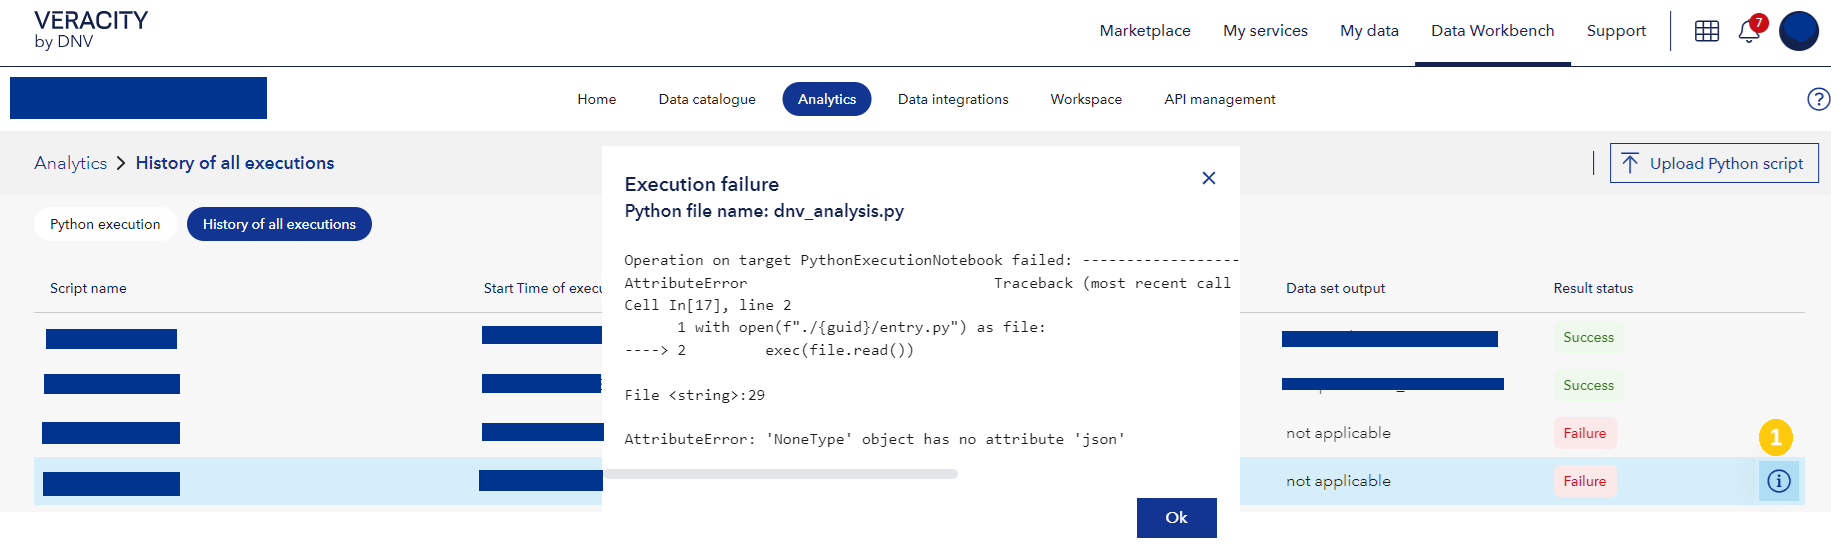 VERACITY
by DNV
Marketplace My services My data Data Workbench Support 7
Home Data catalogue Analytics Data integrations Workspace API management ?
Analytics > History of all executions
Upload Python script
Python execution History of all executions
Script name Start Time of execu Data set output Result status
Success
Success
not applicable Failure 1
not applicable Failure i
Execution failure
Python file name: dnv_analysis.py
Operation on target PythonExecutionNotebook failed: ------------------
AttributeError Traceback (most recent call
Cell In[17], line 2
1 with open(f"./{guid}/entry.py") as file:
----> 2 exec(file.read())
File <string>:29
AttributeError: 'NoneType' object has no attribute 'json'
Ok